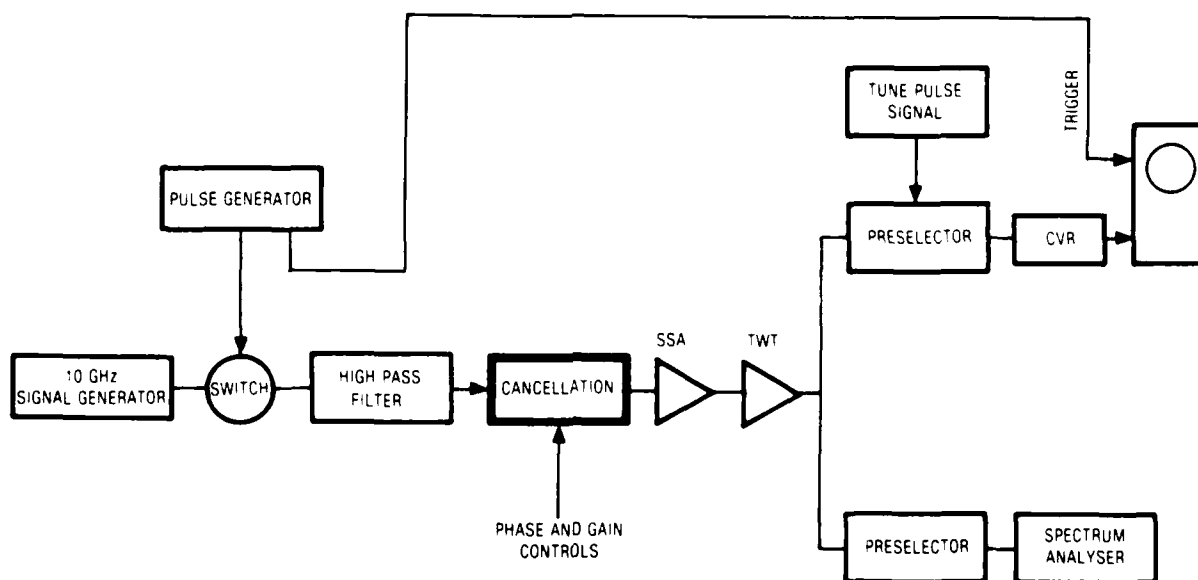 TRIGGER
TUNE PULSE
SIGNAL
PULSE GENERATOR
PRESELECTOR
CVR
SSA
TWT
10 GHz
SIGNAL GENERATOR
SWITCH
HIGH PASS
FILTER
CANCELLATION
PHASE AND GAIN
CONTROLS
PRESELECTOR
SPECTRUM
ANALYSER